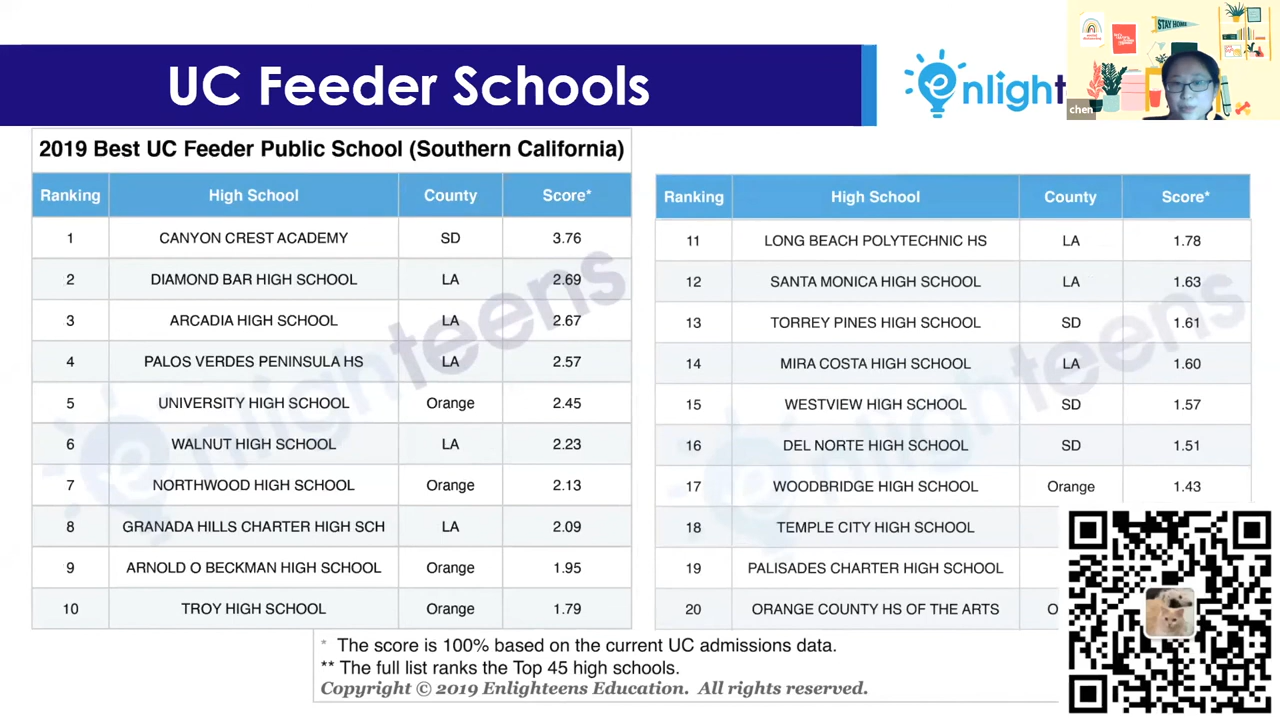 UC Feeder Schools
enlight
STAY HOME
chen
2019 Best UC Feeder Public School (Southern California)
Ranking High School County Score*
1 CANYON CREST ACADEMY SD 3.76
2 DIAMOND BAR HIGH SCHOOL LA 2.69
3 ARCADIA HIGH SCHOOL LA 2.67
4 PALOS VERDES PENINSULA HS LA 2.57
5 UNIVERSITY HIGH SCHOOL Orange 2.45
6 WALNUT HIGH SCHOOL LA 2.23
7 NORTHWOOD HIGH SCHOOL Orange 2.13
8 GRANADA HILLS CHARTER HIGH SCH LA 2.09
9 ARNOLD O BECKMAN HIGH SCHOOL Orange 1.95
10 TROY HIGH SCHOOL Orange 1.79
enlighteens
Ranking High School County Score*
11 LONG BEACH POLYTECHNIC HS LA 1.78
12 SANTA MONICA HIGH SCHOOL LA 1.63
13 TORREY PINES HIGH SCHOOL SD 1.61
14 MIRA COSTA HIGH SCHOOL LA 1.60
15 WESTVIEW HIGH SCHOOL SD 1.57
16 DEL NORTE HIGH SCHOOL SD 1.51
17 WOODBRIDGE HIGH SCHOOL Orange 1.43
18 TEMPLE CITY HIGH SCHOOL
19 PALISADES CHARTER HIGH SCHOOL
20 ORANGE COUNTY HS OF THE ARTS
enlighteens
* The score is 100% based on the current UC admissions data.
** The full list ranks the Top 45 high schools.
Copyright © 2019 Enlighteens Education. All rights reserved.